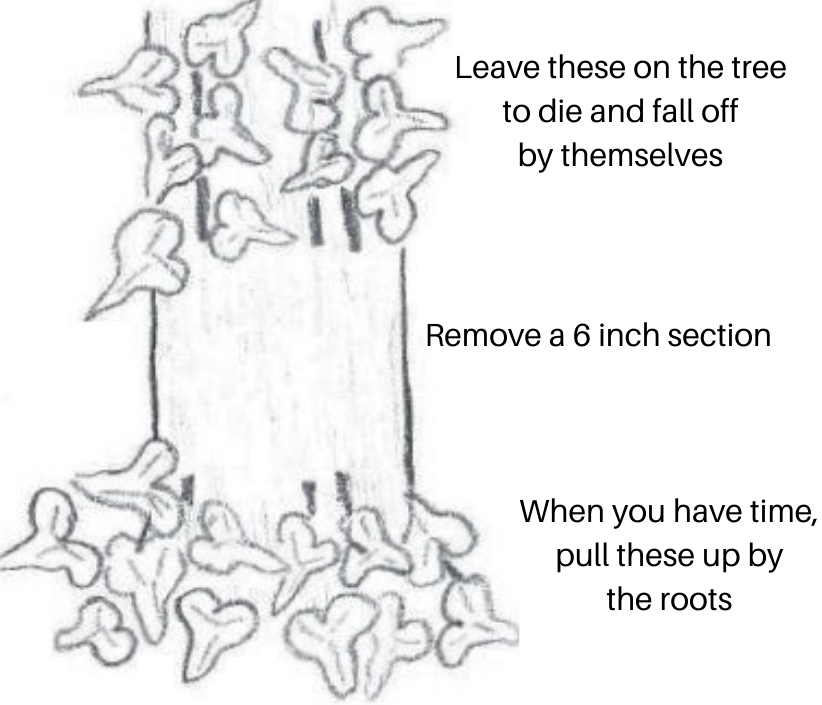 Leave these on the tree
to die and fall off
by themselves
Remove a 6 inch section
When you have time,
pull these up by
the roots